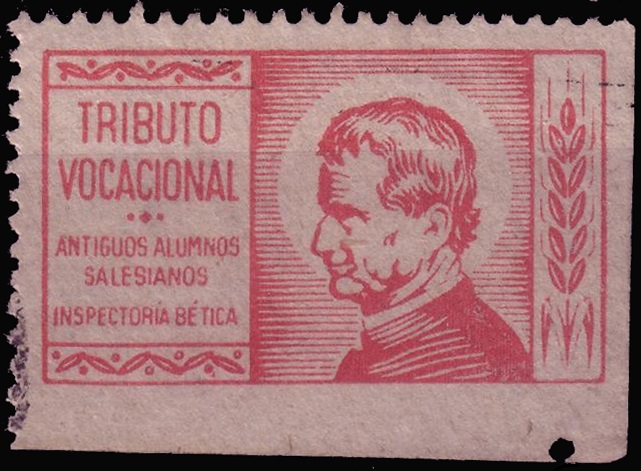 TRIBUTO
VOCACIONAL
ANTIGUOS ALUMNOS
SALESIANOS
INSPECTORÍA BÉTICA